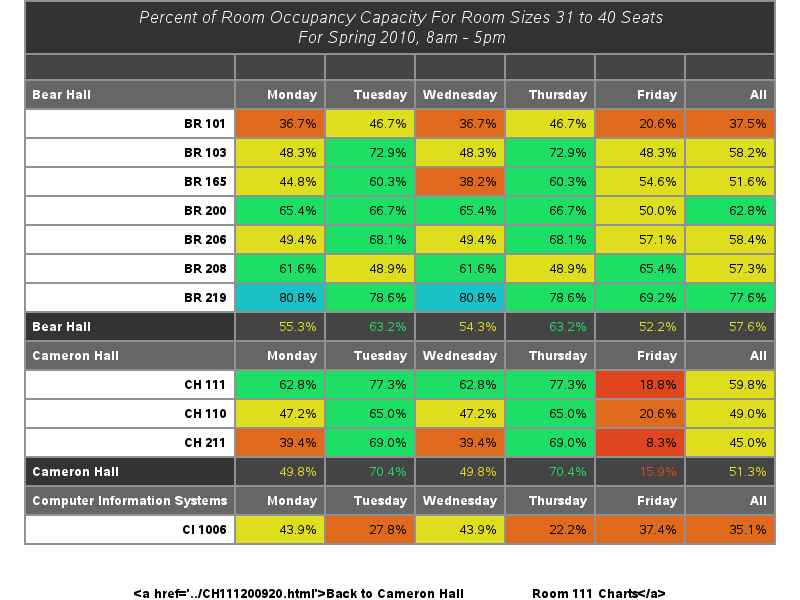 Percent of Room Occupancy Capacity For Room Sizes 31 to 40 Seats
For Spring 2010, 8am - 5pm
Bear Hall Monday Tuesday Wednesday Thursday Friday All
BR 101 36.7% 46.7% 36.7% 46.7% 20.6% 37.5%
BR 103 48.3% 72.9% 48.3% 72.9% 48.3% 58.2%
BR 165 44.8% 60.3% 38.2% 60.3% 54.6% 51.6%
BR 200 65.4% 66.7% 65.4% 66.7% 50.0% 62.8%
BR 206 49.4% 68.1% 49.4% 68.1% 57.1% 58.4%
BR 208 61.6% 48.9% 61.6% 48.9% 65.4% 57.3%
BR 219 80.8% 78.6% 80.8% 78.6% 69.2% 77.6%
Bear Hall 55.3% 63.2% 54.3% 63.2% 52.2% 57.6%
Cameron Hall Monday Tuesday Wednesday Thursday Friday All
CH 111 62.8% 77.3% 62.8% 77.3% 18.8% 59.8%
CH 110 47.2% 65.0% 47.2% 65.0% 20.6% 49.0%
CH 211 39.4% 69.0% 39.4% 69.0% 8.3% 45.0%
Cameron Hall 49.8% 70.4% 49.8% 70.4% 15.9% 51.3%
Computer Information Systems Monday Tuesday Wednesday Thursday Friday All
CI 1006 43.9% 27.8% 43.9% 22.2% 37.4% 35.1%
<a href='../CH111200920.html'>Back to Cameron Hall Room 111 Charts</a>